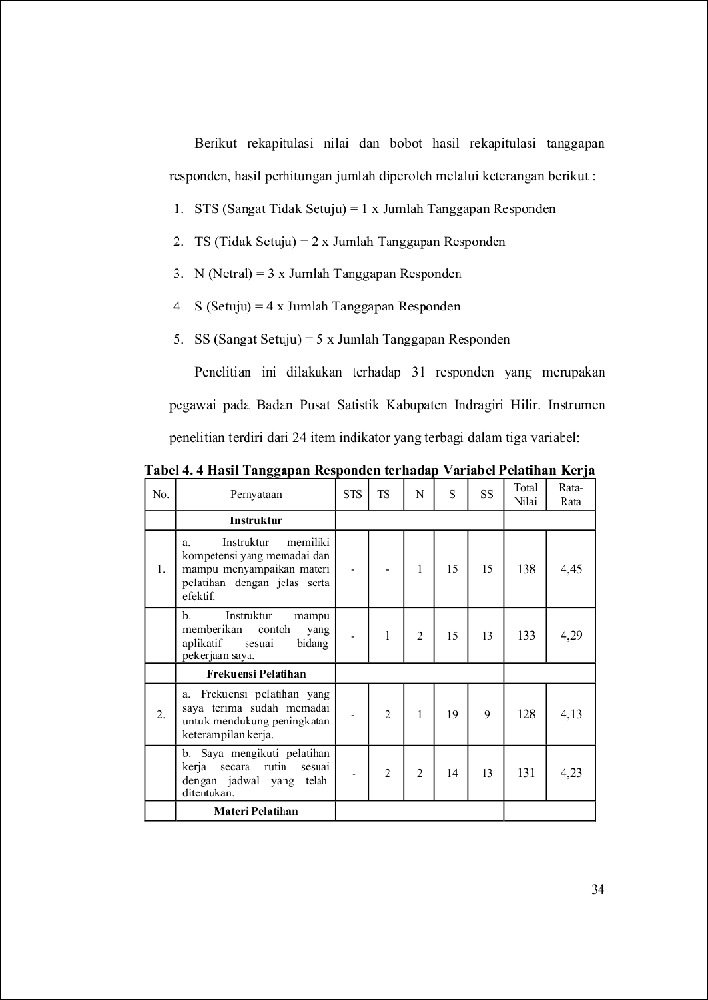 Berikut rekapitulasi nilai dan bobot hasil rekapitulasi tanggapan
responden, hasil perhitungan jumlah diperoleh melalui keterangan berikut :
1. STS (Sangat Tidak Setuju) = 1 x Jumlah Tanggapan Responden
2. TS (Tidak Setuju) = 2 x Jumlah Tanggapan Responden
3. N (Netral) = 3 x Jumlah Tanggapan Responden
4. S (Setuju) = 4 x Jumlah Tanggapan Responden
5. SS (Sangat Setuju) = 5 x Jumlah Tanggapan Responden
Penelitian ini dilakukan terhadap 31 responden yang merupakan
pegawai pada Badan Pusat Satistik Kabupaten Indragiri Hilir. Instrumen
penelitian terdiri dari 24 item indikator yang terbagi dalam tiga variabel:
Tabel 4. 4 Hasil Tanggapan Responden terhadap Variabel Pelatihan Kerja
No. Pernyataan STS TS N S SS Total Nilai Rata-Rata
Instruktur
a. Instruktur memiliki
kompetensi yang memadai dan
1. mampu menyampaikan materi - - 1 15 15 138 4,45
pelatihan dengan jelas serta
efektif.
b. Instruktur mampu
memberikan contoh yang
aplikatif sesuai bidang - 1 2 15 13 133 4,29
pekerjaan saya.
Frekuensi Pelatihan
a. Frekuensi pelatihan yang
saya terima sudah memadai
2. untuk mendukung peningkatan - 2 1 19 9 128 4,13
keterampilan kerja.
b. Saya mengikuti pelatihan
kerja secara rutin sesuai
dengan jadwal yang telah - 2 2 14 13 131 4,23
ditentukan.
Materi Pelatihan
34